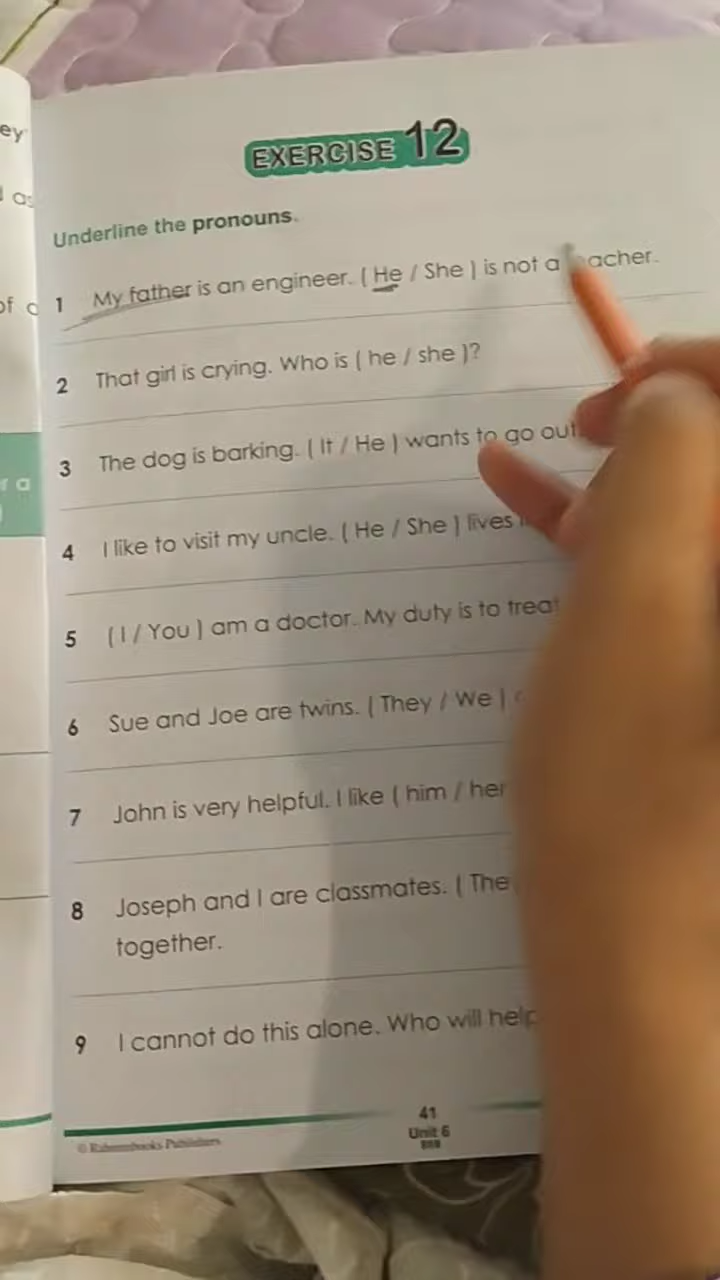 ey
EXERCISE 12
Underline the pronouns.
of
1 My father is an engineer. ( He / She ) is not a
2 That girl is crying. Who is ( he / she )?
3 The dog is barking. ( It / He ) wants to go out
r a
4 I like to visit my uncle. ( He / She ) lives
5 ( I / You ) am a doctor. My duty is to treat
6 Sue and Joe are twins. ( They / We )
7 John is very helpful. I like ( him / her
8 Joseph and I are classmates. (
together.
9 I cannot do this alone. Who will help
41
Unit 6
© Publishers